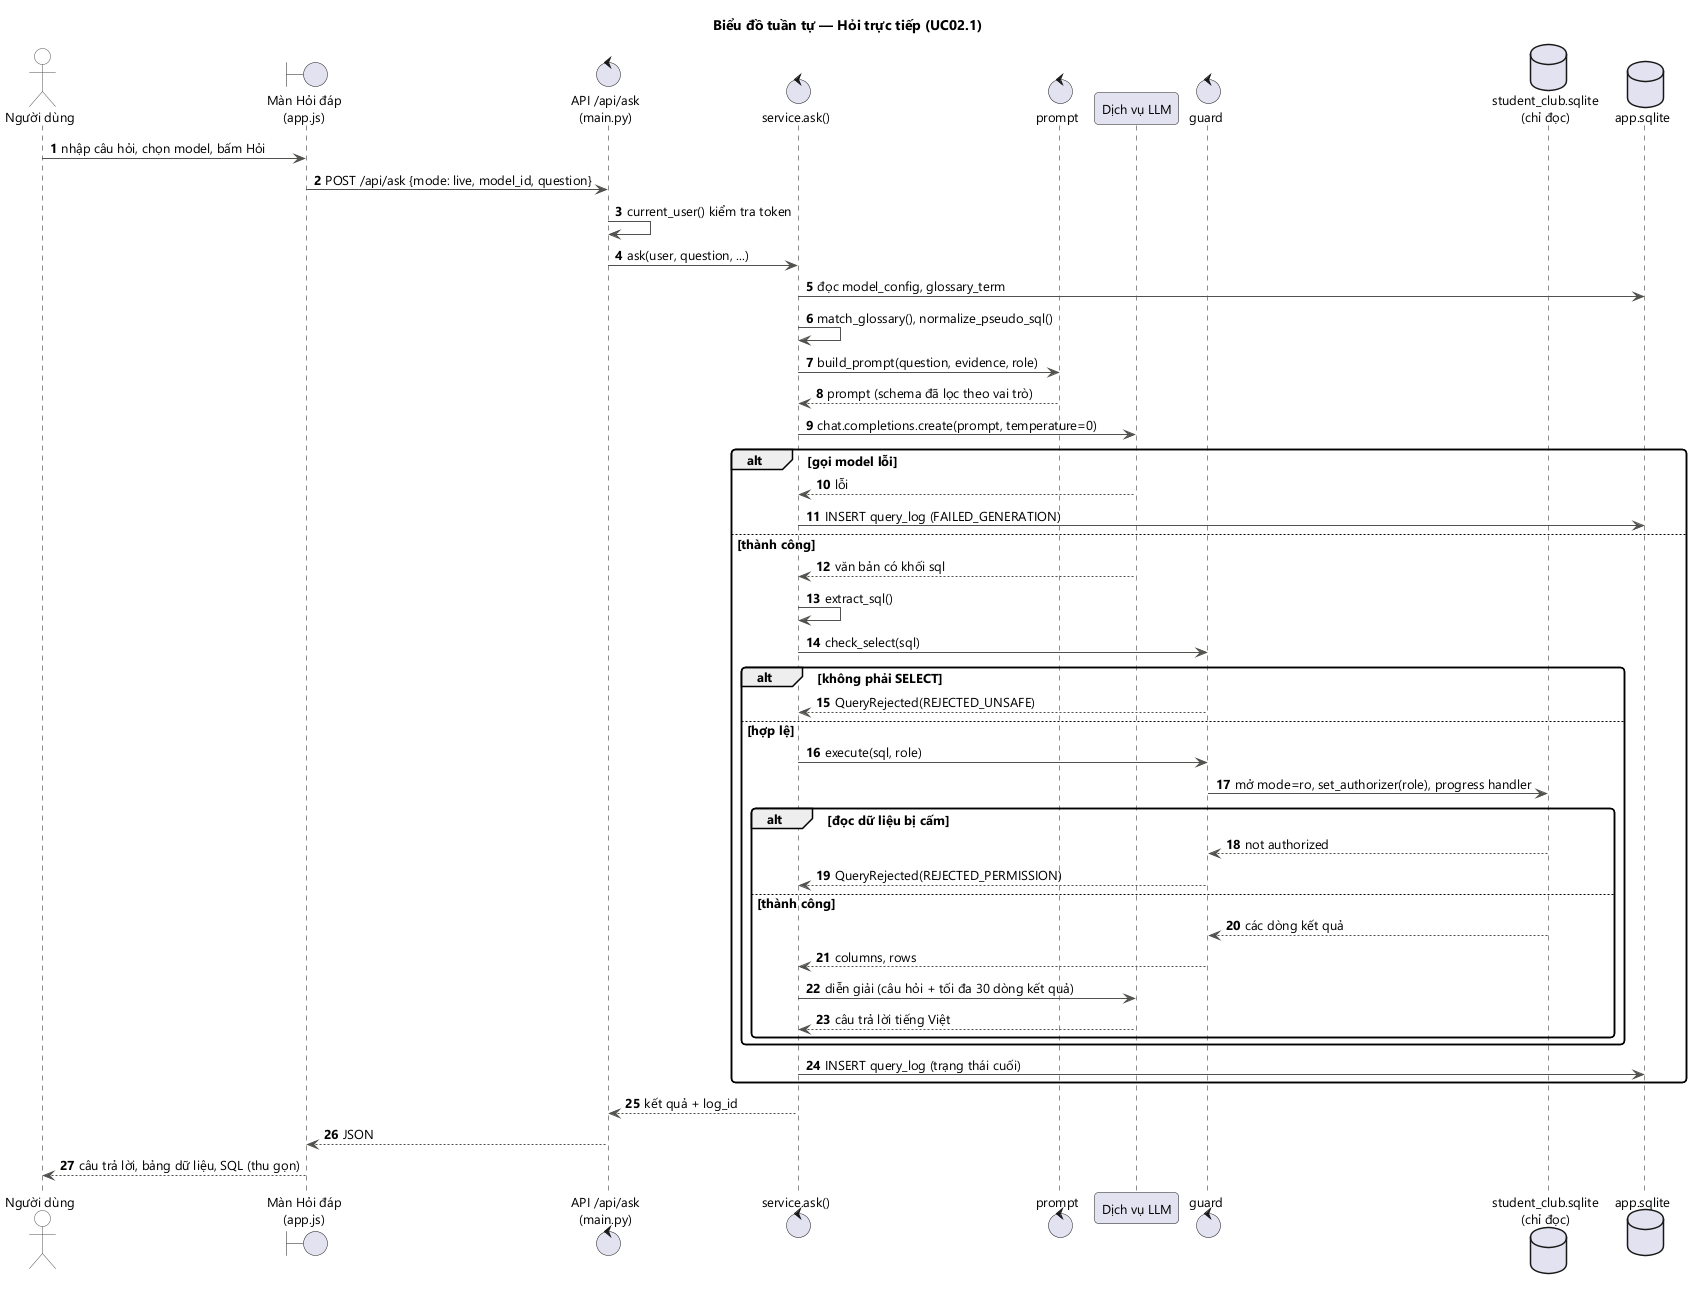 Biểu đồ tuần tự — Hỏi trực tiếp (UC02.1)
Người dùng
Màn Hỏi đáp
(app.js)
API /api/ask
(main.py)
service.ask()
prompt
Dịch vụ LLM
guard
student_club.sqlite
(chỉ đọc)
app.sqlite
1 nhập câu hỏi, chọn model, bấm Hỏi
2 POST /api/ask {mode: live, model_id, question}
3 current_user() kiểm tra token
4 ask(user, question, ...)
5 đọc model_config, glossary_term
6 match_glossary(), normalize_pseudo_sql()
7 build_prompt(question, evidence, role)
8 prompt (schema đã lọc theo vai trò)
9 chat.completions.create(prompt, temperature=0)
alt [gọi model lỗi]
10 lỗi
11 INSERT query_log (FAILED_GENERATION)
[thành công]
12 văn bản có khối sql
13 extract_sql()
14 check_select(sql)
alt [không phải SELECT]
15 QueryRejected(REJECTED_UNSAFE)
[hợp lệ]
16 execute(sql, role)
17 mở mode=ro, set_authorizer(role), progress handler
alt [đọc dữ liệu bị cấm]
18 not authorized
19 QueryRejected(REJECTED_PERMISSION)
[thành công]
20 các dòng kết quả
21 columns, rows
22 diễn giải (câu hỏi + tối đa 30 dòng kết quả)
23 câu trả lời tiếng Việt
24 INSERT query_log (trạng thái cuối)
25 kết quả + log_id
26 JSON
27 câu trả lời, bảng dữ liệu, SQL (thu gọn)
Người dùng
Màn Hỏi đáp
(app.js)
API /api/ask
(main.py)
service.ask()
prompt
Dịch vụ LLM
guard
student_club.sqlite
(chỉ đọc)
app.sqlite